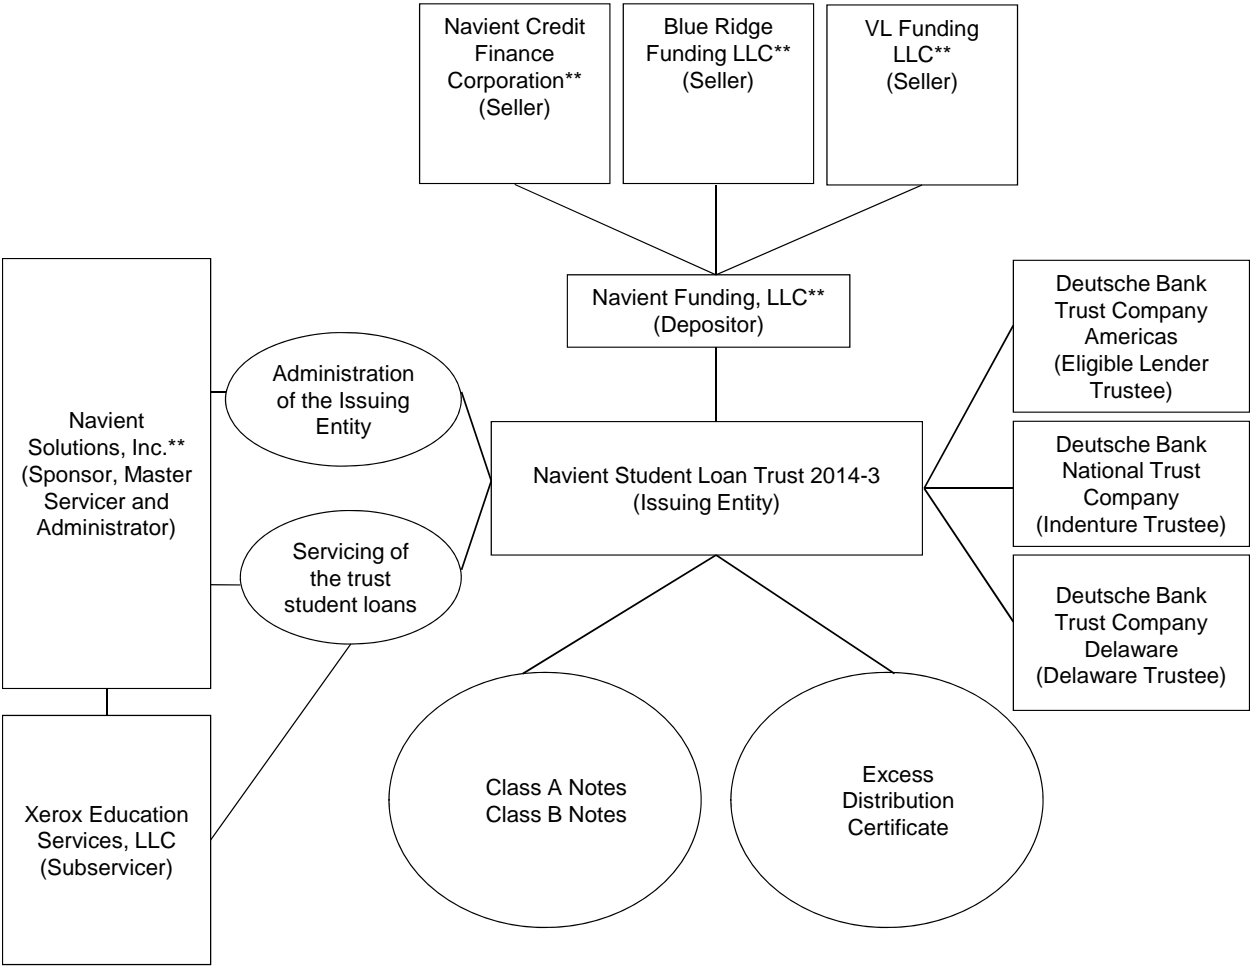 Navient Credit
Finance
Corporation**
(Seller)
Blue Ridge
Funding LLC**
(Seller)
VL Funding
LLC**
(Seller)
Navient Funding, LLC**
(Depositor)
Navient
Solutions, Inc.**
(Sponsor, Master
Servicer and
Administrator)
Administration
of the Issuing
Entity
Servicing of
the trust
student loans
Navient Student Loan Trust 2014-3
(Issuing Entity)
Deutsche Bank
Trust Company
Americas
(Eligible Lender
Trustee)
Deutsche Bank
National Trust
Company
(Indenture Trustee)
Deutsche Bank
Trust Company
Delaware
(Delaware Trustee)
Xerox Education
Services, LLC
(Subservicer)
Class A Notes
Class B Notes
Excess
Distribution
Certificate